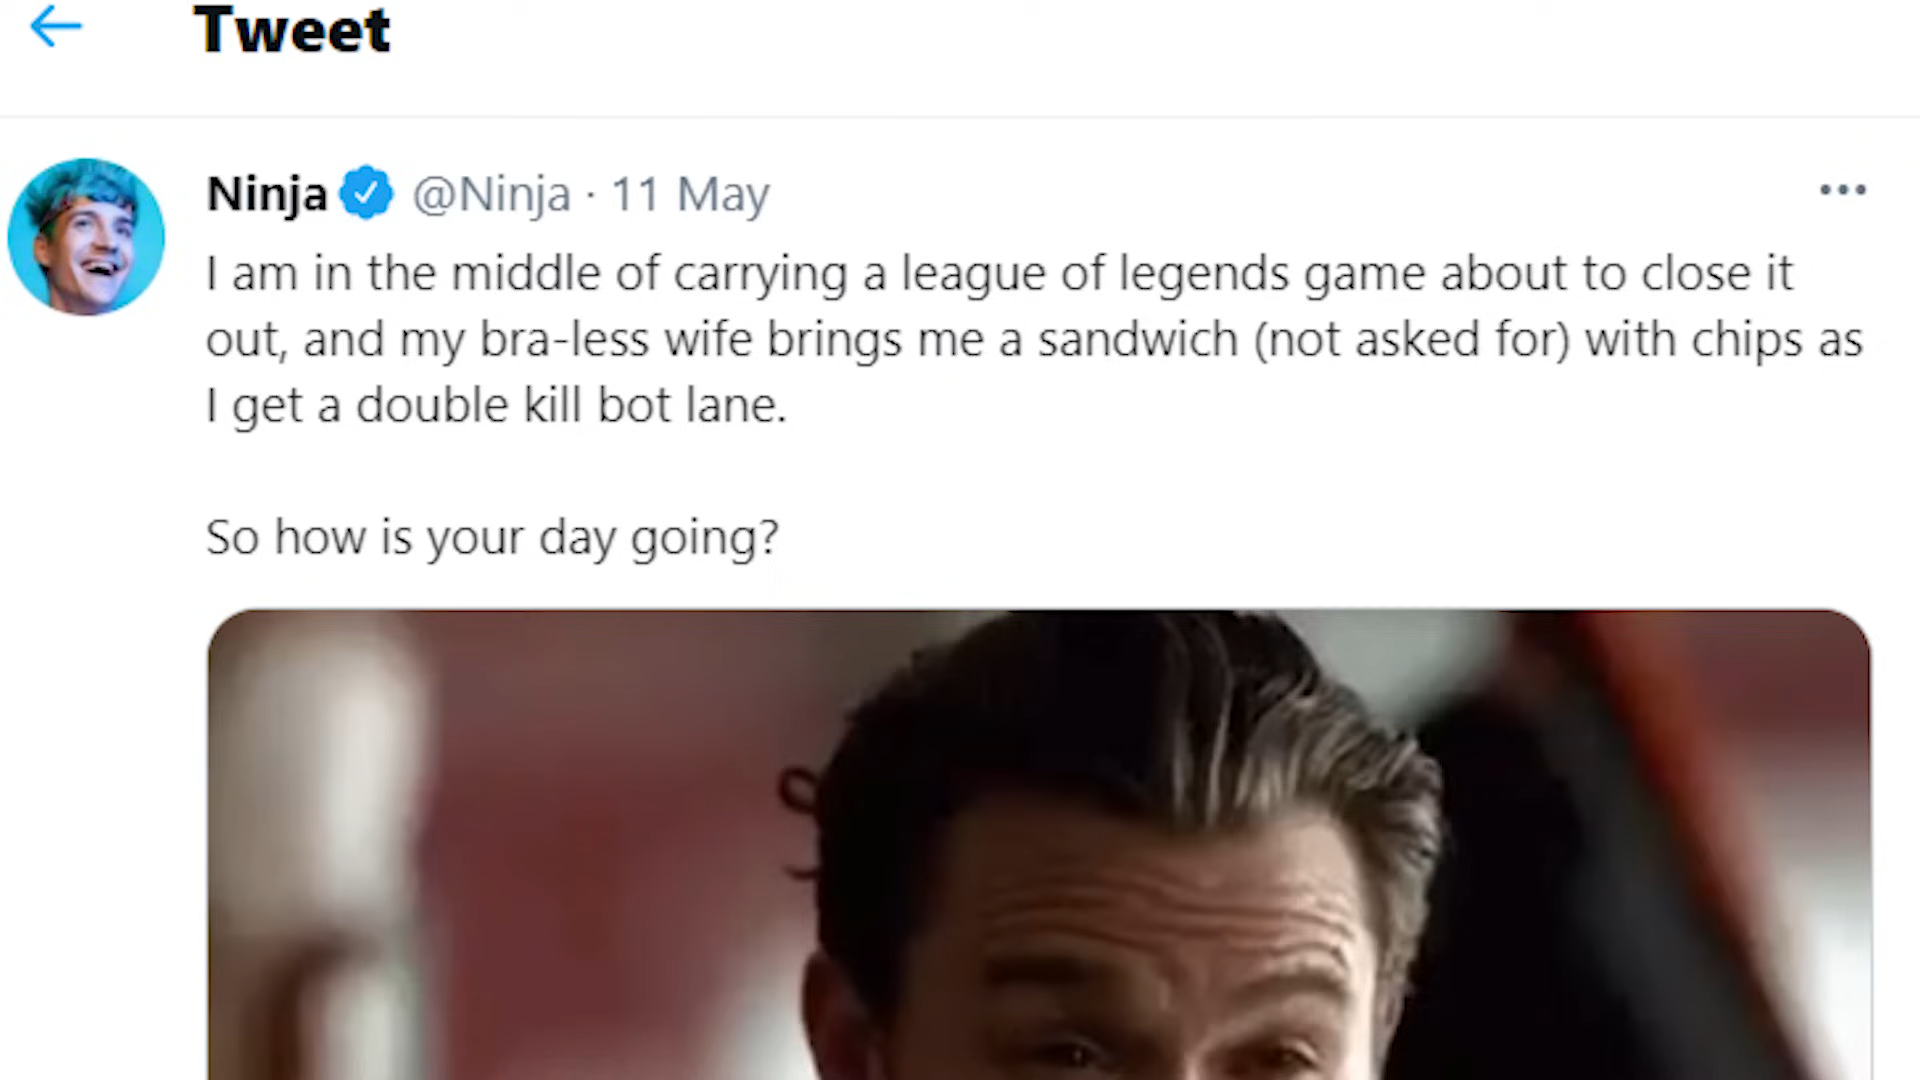 Tweet
Ninja @Ninja · 11 May
I am in the middle of carrying a league of legends game about to close it
out, and my bra-less wife brings me a sandwich (not asked for) with chips as
I get a double kill bot lane.
So how is your day going?